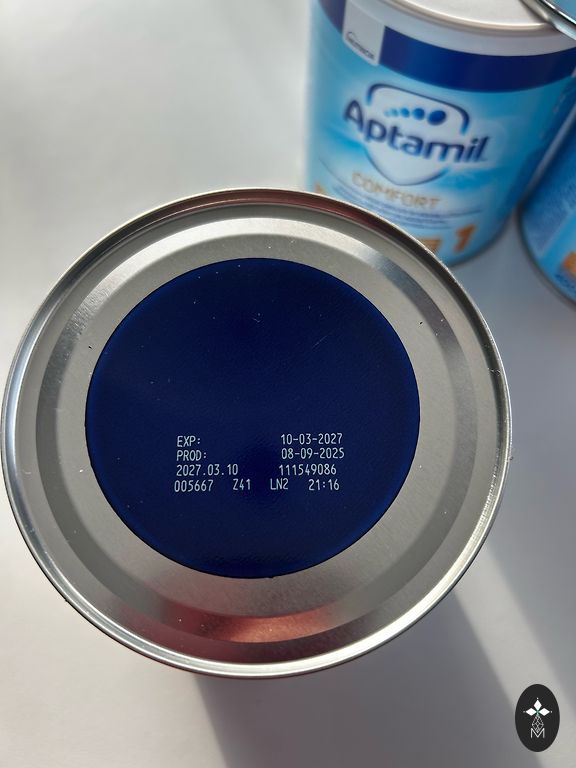 Aptamil
COMFORT
1
EXP: 10-03-2027
PROD: 08-09-2025
2027.03.10 111549086
005667 Z41 LN2 21:16
M